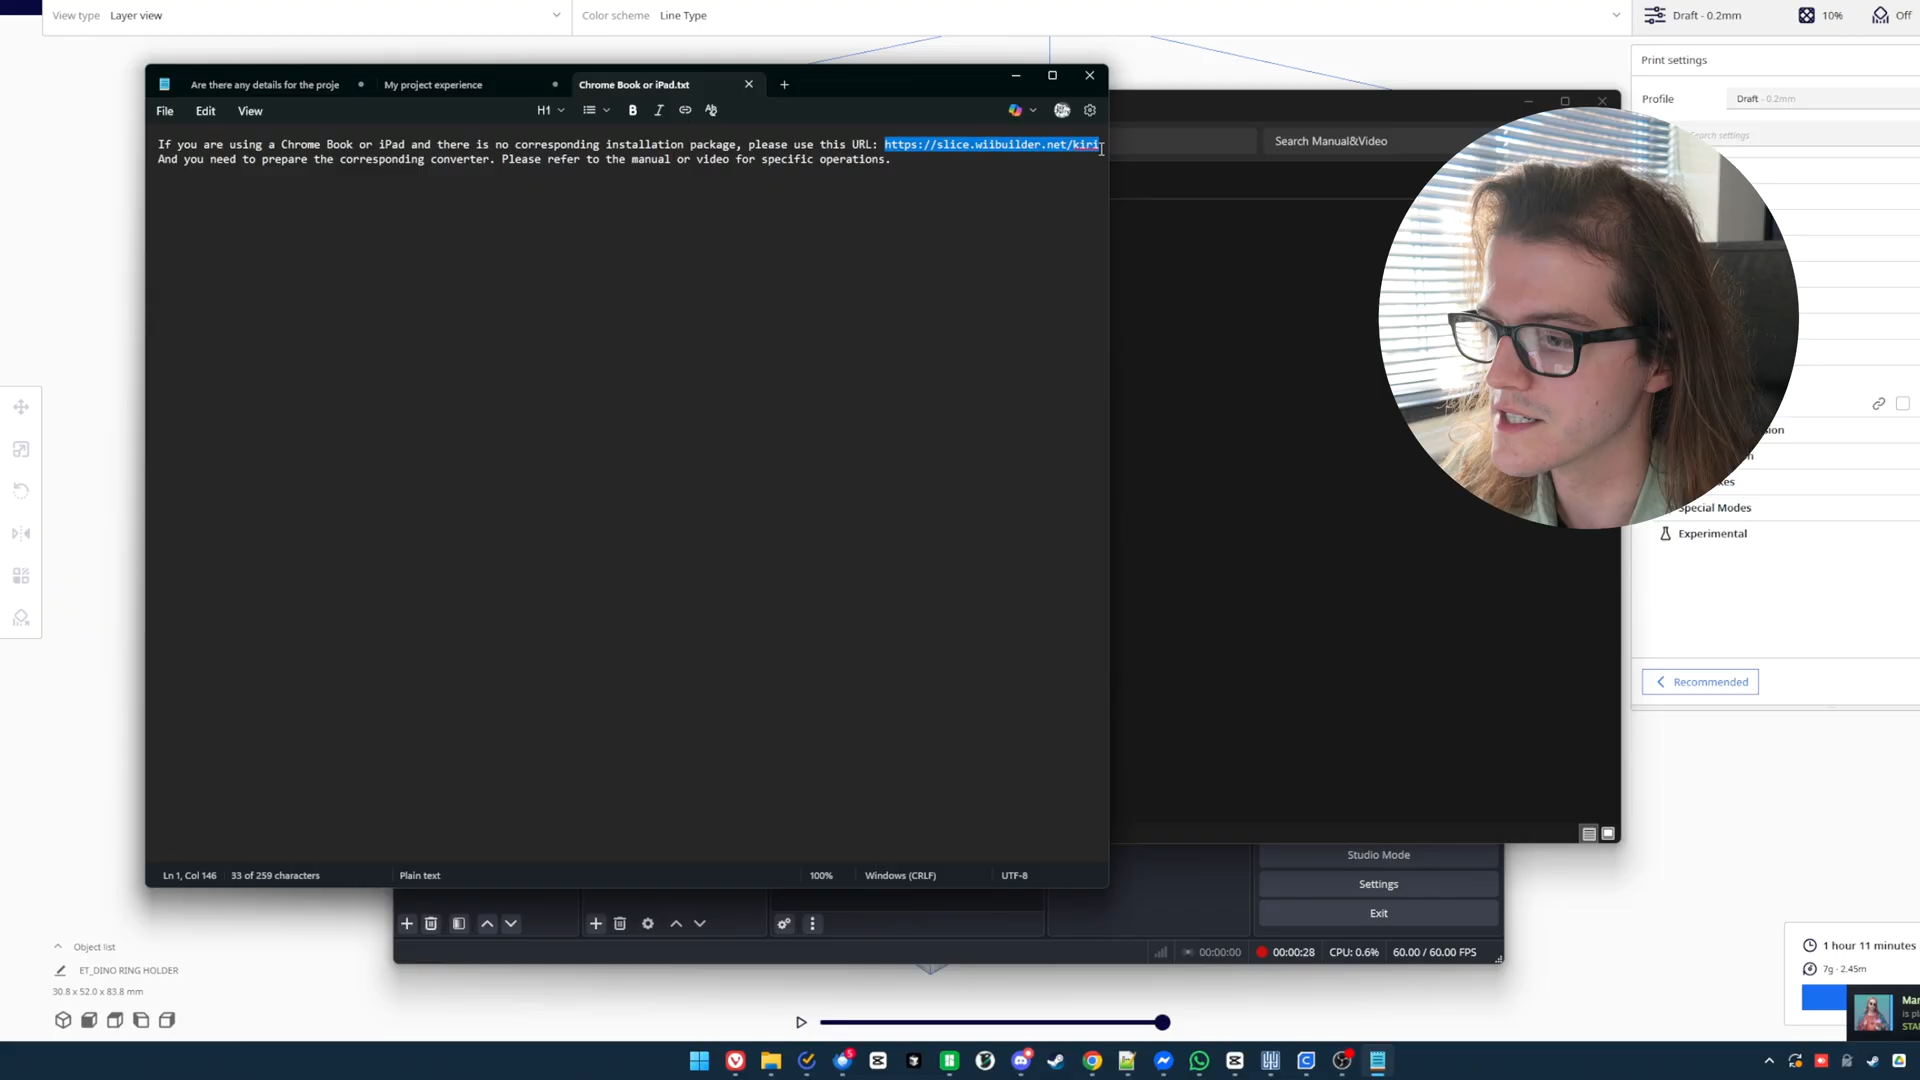 View type Layer view
Color scheme Line Type
Draft - 0.2mm
10%
Off
Print settings
Profile
Draft - 0.2mm
Search settings
Are there any details for the proje
My project experience
Chrome Book or iPad.txt
File
Edit
View
H1
If you are using a Chrome Book or iPad and there is no corresponding installation package, please use this URL: https://slice.wiibuilder.net/kiri
And you need to prepare the corresponding converter. Please refer to the manual or video for specific operations.
Search Manual&Video
Special Modes
Experimental
Recommended
Ln 1, Col 146
33 of 259 characters
Plain text
100%
Windows (CRLF)
UTF-8
Studio Mode
Settings
Exit
00:00:00
00:00:28
CPU: 0.6%
60.00 / 60.00 FPS
Object list
ET_DINO RING HOLDER
30.8 x 52.0 x 83.8 mm
1 hour 11 minutes
7g · 2.45m
5